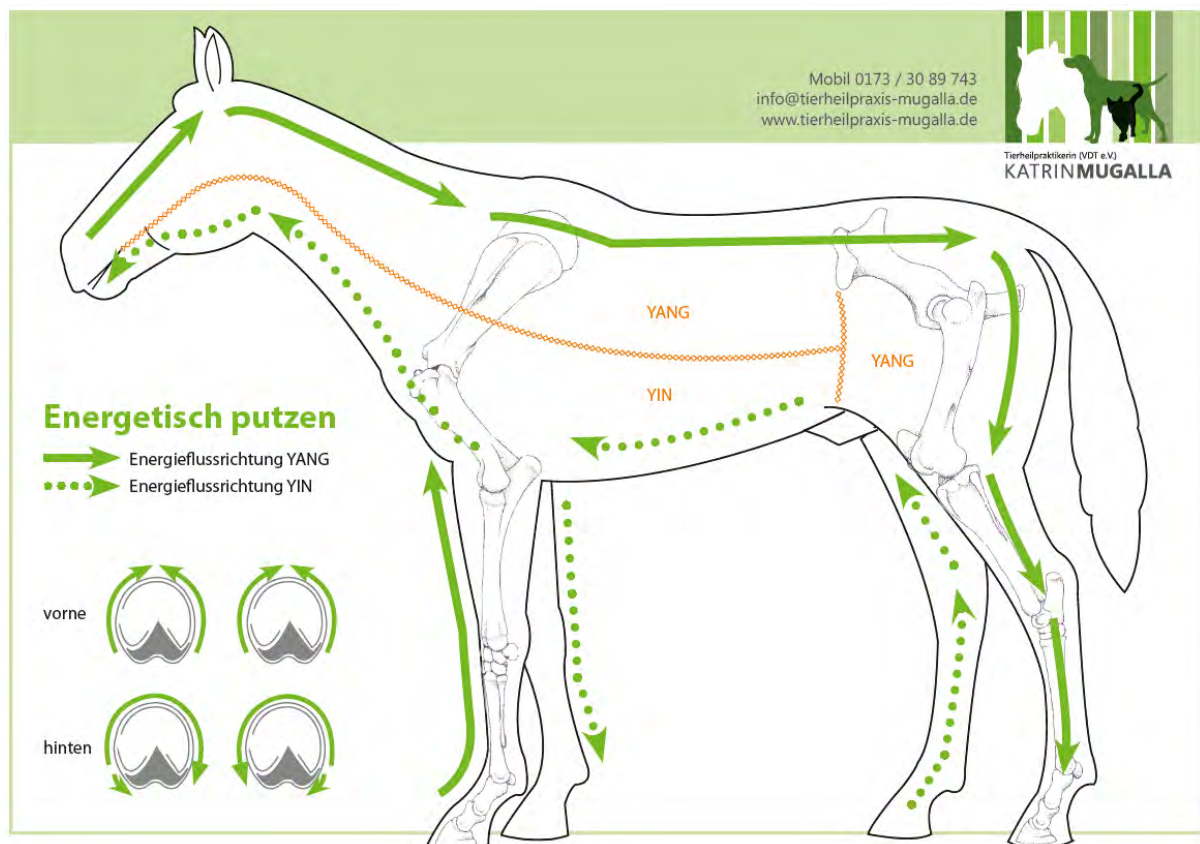 Mobil 0173 / 30 89 743
info@tierheilpraxis-mugalla.de
www.tierheilpraxis-mugalla.de
Tierheilpraktikerin (VDT e.V.)
KATRINMUGALLA
YANG
YANG
YIN
Energetisch putzen
Energieflussrichtung YANG
Energieflussrichtung YIN
vorne
hinten